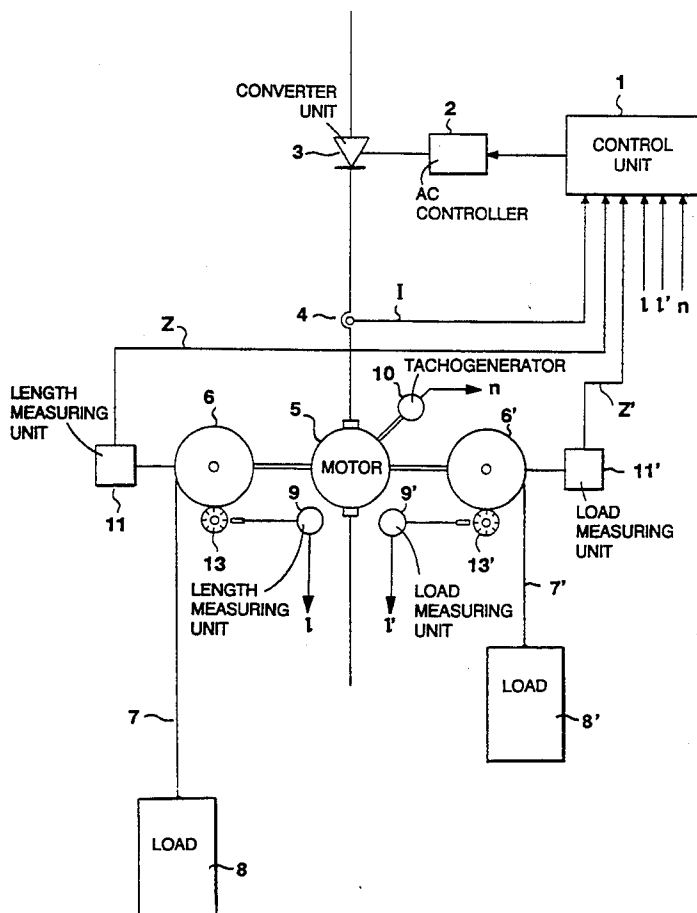 CONVERTER
UNIT
3
2
AC
CONTROLLER
1
CONTROL
UNIT
4
I
l
l'
n
Z
Z'
10
TACHOGENERATOR
n
LENGTH
MEASURING
UNIT
11
6
5
MOTOR
6'
11'
LOAD
MEASURING
UNIT
13
9
LENGTH
MEASURING
UNIT
l
9'
LOAD
MEASURING
UNIT
l'
13'
7'
LOAD
8'
7
LOAD
8